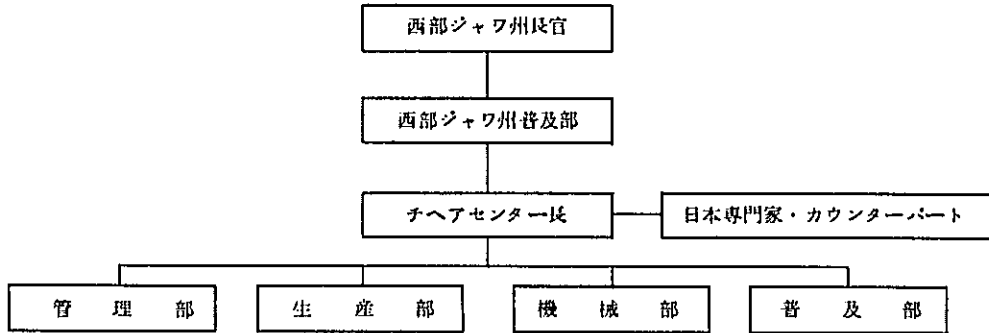 西部ジャワ州長官
西部ジャワ州普及部
チヘアセンター長
日本専門家・カウンターパート
管理部
生産部
機械部
普及部